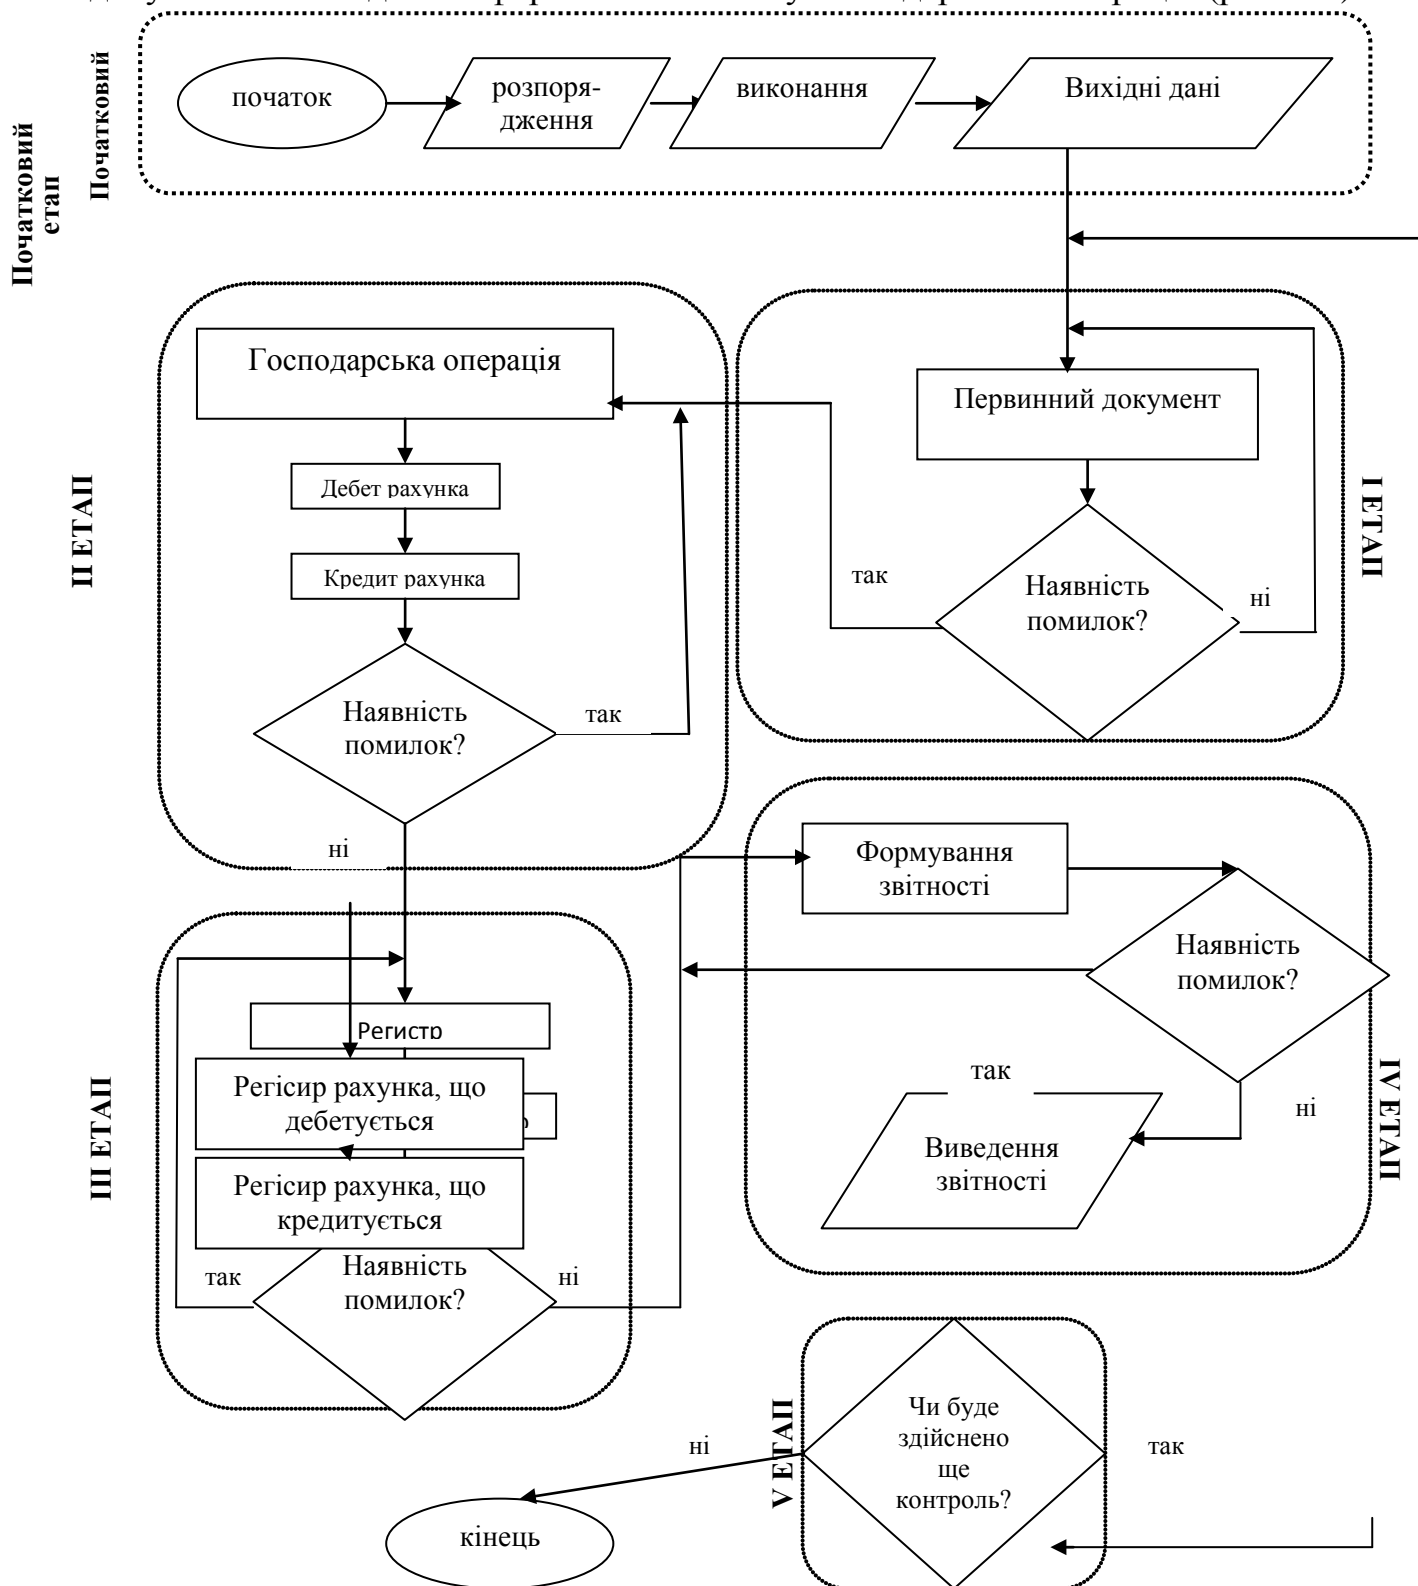 Початковий
етап
Початковий
початок
розпоря-
дження
виконання
Вихідні дані
ІІ ЕТАП
Господарська операція
Дебет рахунка
Кредит рахунка
Наявність
помилок?
так
ні
І ЕТАП
Первинний документ
Наявність
помилок?
так
ні
ІІІ ЕТАП
Регистр
Регісир рахунка, що
дебетується
Регісир рахунка, що
кредитується
Наявність
помилок?
так
ні
ІV ЕТАП
Формування
звітності
Наявність
помилок?
так
ні
Виведення
звітності
V ЕТАП
Чи буде
здійснено
ще
контроль?
ні
так
кінець